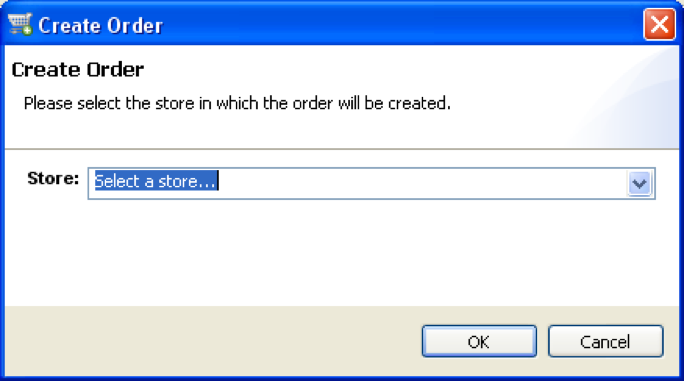 Create Order
Create Order
Please select the store in which the order will be created.
Store: Select a store...
OK Cancel